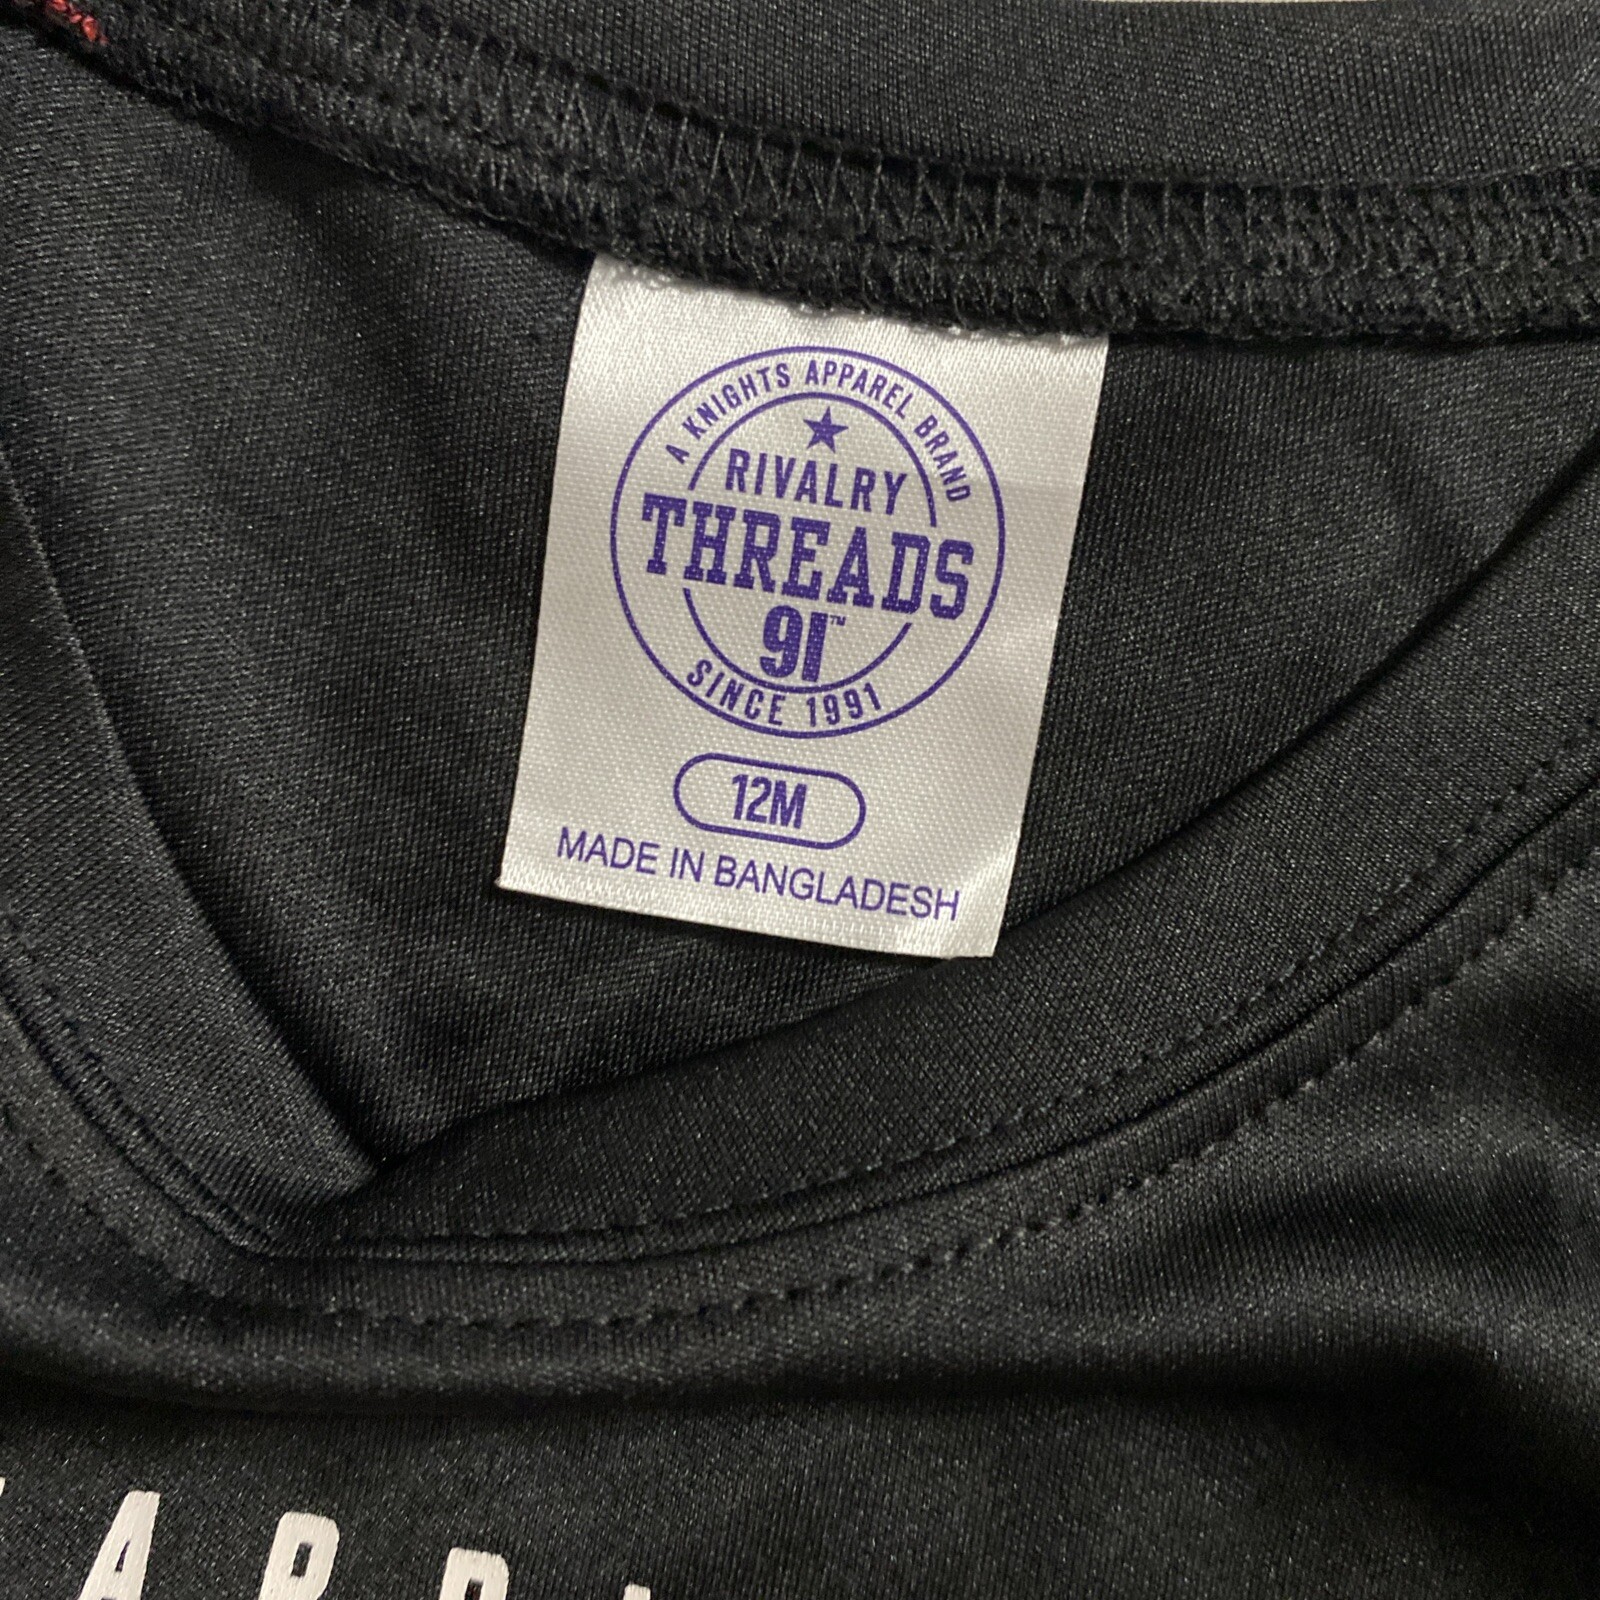 A KNIGHTS APPAREL BRAND
RIVALRY
THREADS
91™
SINCE 1991
12M
MADE IN BANGLADESH